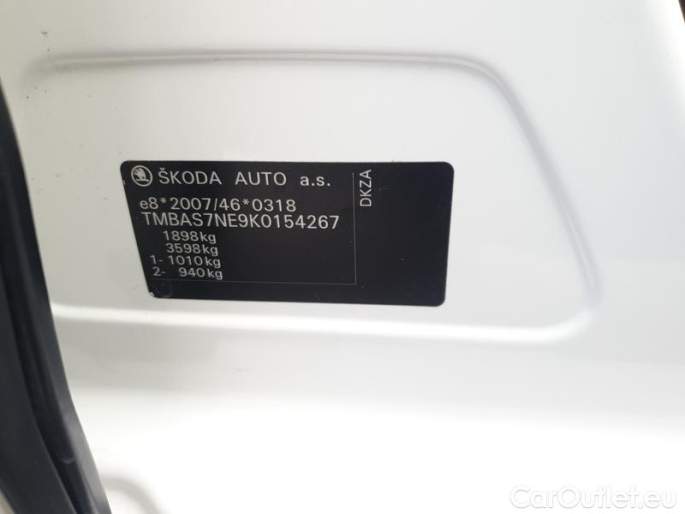 ŠKODA AUTO a.s.
e8*2007/46*0318
TMBAS7NE9K0154267
1898kg
3598kg
1- 1010kg
2- 940kg
DKZA
CarOutlet.eu